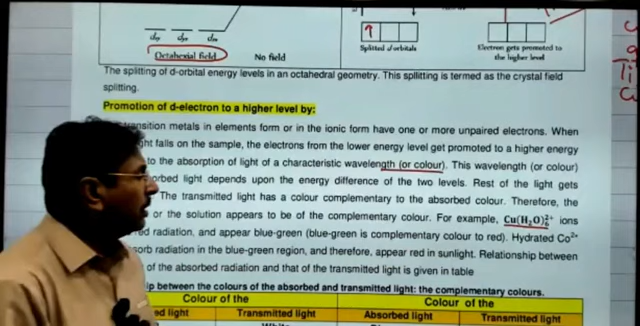 Octahexial field
No field
Splitted d-orbitals
Electron gets promoted to
the higher level
The splitting of d-orbital energy levels in an octahedral geometry. This spilitting is termed as the crystal field
splitting.
Promotion of d-electron to a higher level by:
transition metals in elements form or in the ionic form have one or more unpaired electrons. When
falls on the sample, the electrons from the lower energy level get promoted to a higher energy
to the absorption of light of a characteristic wavelength (or colour). This wavelength (or colour)
light depends upon the energy difference of the two levels. Rest of the light gets
The transmitted light has a colour complementary to the absorbed colour. Therefore, the
or the solution appears to be of the complementary colour. For example, Cu(H₂O)₆²⁺ ions
radiation, and appear blue-green (blue-green is complementary colour to red). Hydrated Co²⁺
radiation in the blue-green region, and therefore, appear red in sunlight. Relationship between
of the absorbed radiation and that of the transmitted light is given in table
between the colours of the absorbed and transmitted light: the complementary colours.
Colour of the Colour of the
light Transmitted light Absorbed light Transmitted light